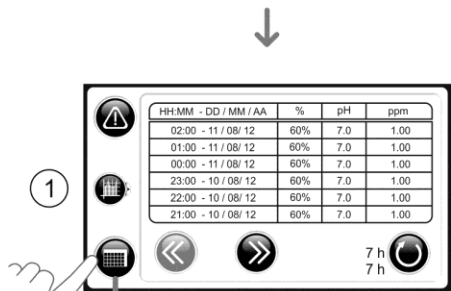 1
HH:MM - DD / MM / AA % pH ppm
02:00 - 11 / 08/ 12 60% 7.0 1.00
01:00 - 11 / 08/ 12 60% 7.0 1.00
00:00 - 11 / 08/ 12 60% 7.0 1.00
23:00 - 10 / 08/ 12 60% 7.0 1.00
22:00 - 10 / 08/ 12 60% 7.0 1.00
21:00 - 10 / 08/ 12 60% 7.0 1.00
7 h
7 h